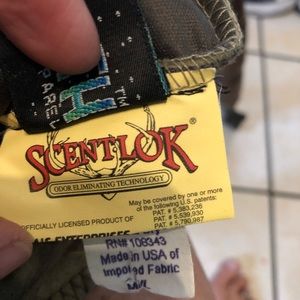 TM
SCENTLOK®
ODOR ELIMINATING TECHNOLOGY
May be covered by one or more
of the following U.S. patents:
PAT. # 5,383,236
PAT. # 5,539,930
PAT. # 5,790,987
OFFICIALLY LICENSED PRODUCT OF
ENTERPRISES
RN# 108343
Made in USA of
Imported Fabric